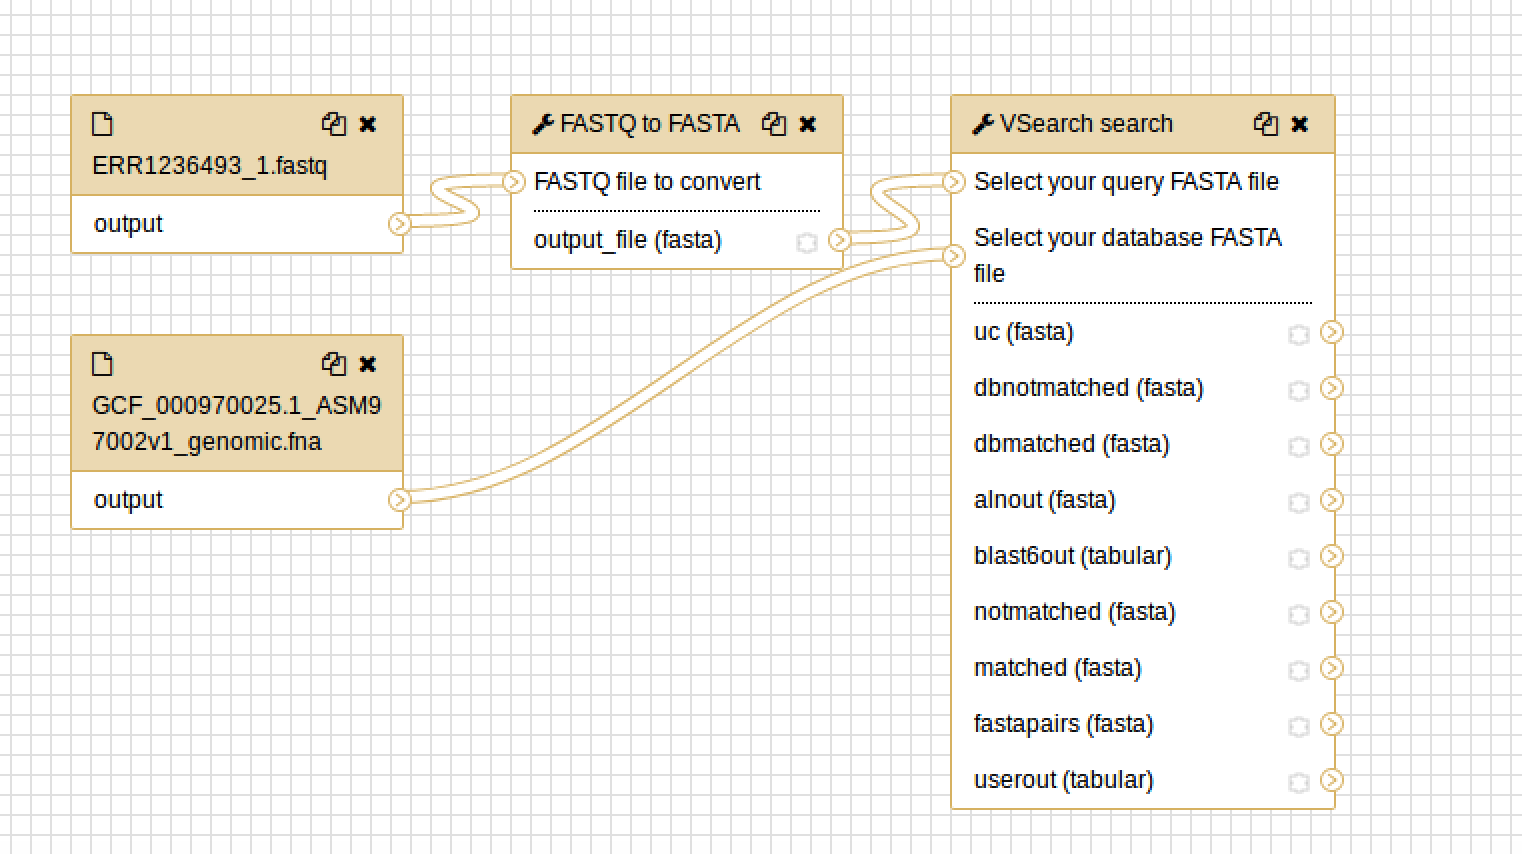 ERR1236493_1.fastq
output
GCF_000970025.1_ASM9
7002v1_genomic.fna
output
FASTQ to FASTA
FASTQ file to convert
output_file (fasta)
VSearch search
Select your query FASTA file
Select your database FASTA
file
uc (fasta)
dbnotmatched (fasta)
dbmatched (fasta)
alnout (fasta)
blast6out (tabular)
notmatched (fasta)
matched (fasta)
fastapairs (fasta)
userout (tabular)